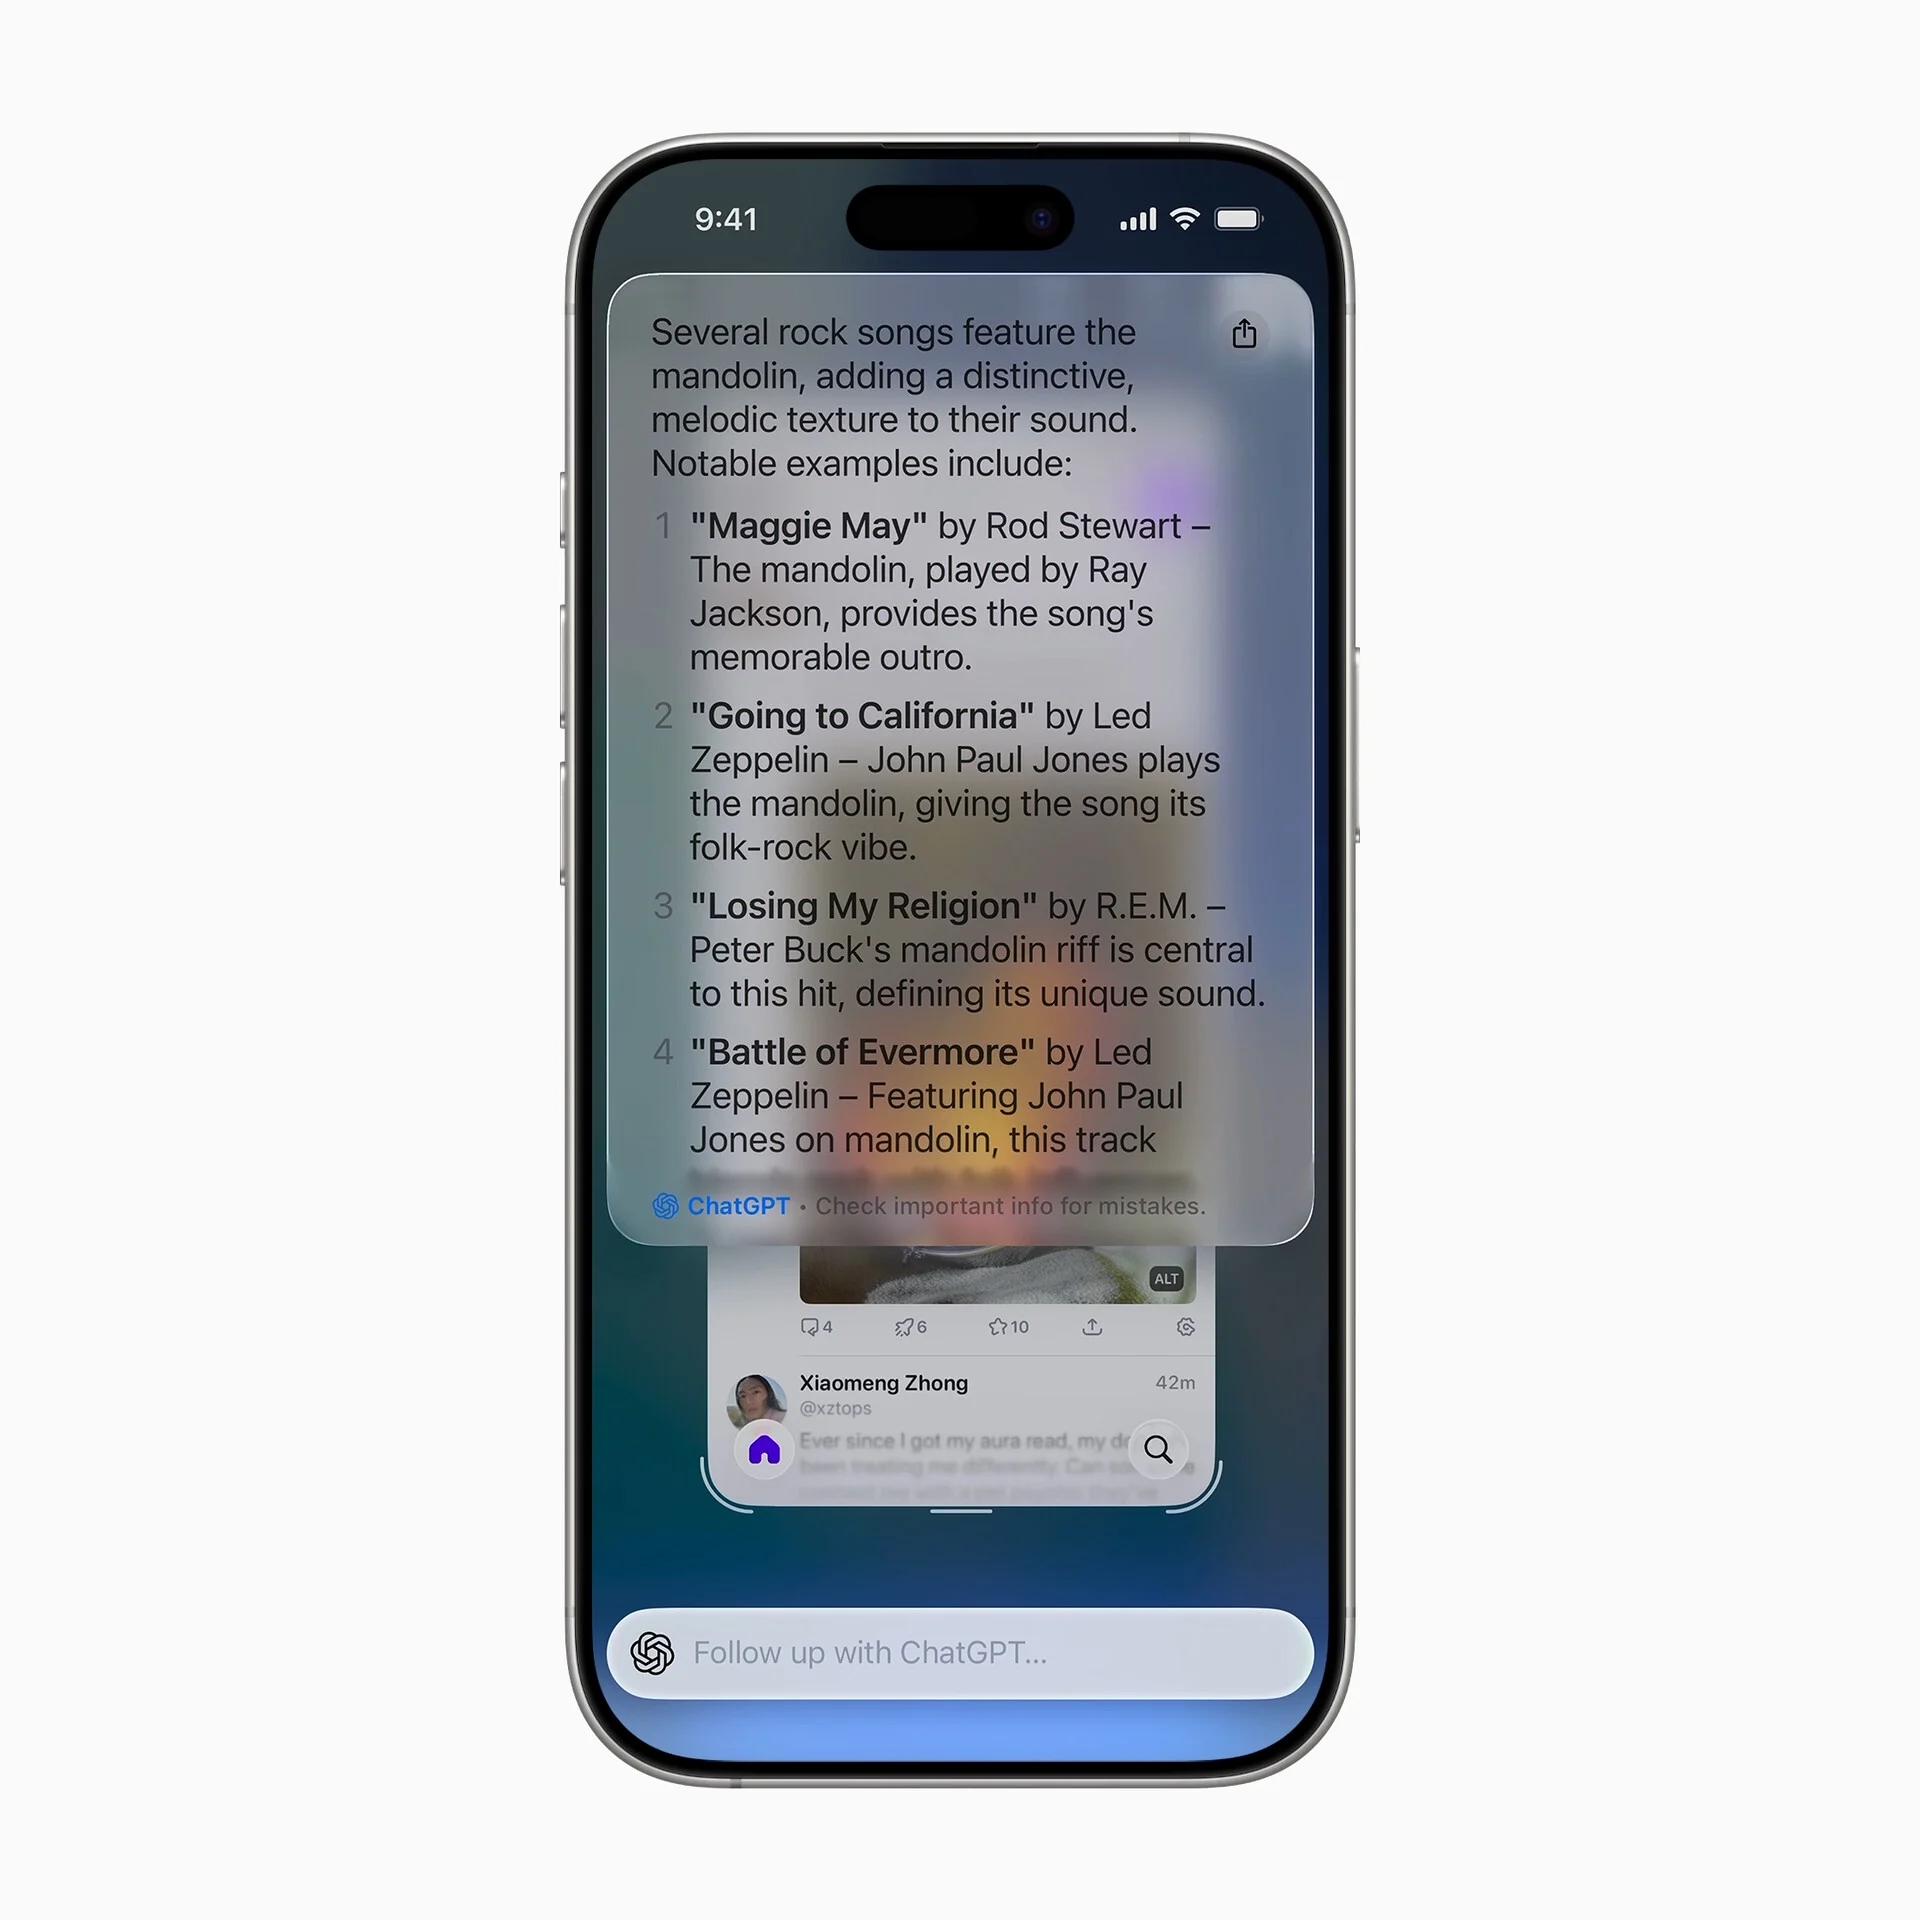 9:41
Several rock songs feature the
mandolin, adding a distinctive,
melodic texture to their sound.
Notable examples include:
1 "Maggie May" by Rod Stewart –
The mandolin, played by Ray
Jackson, provides the song's
memorable outro.
2 "Going to California" by Led
Zeppelin – John Paul Jones plays
the mandolin, giving the song its
folk-rock vibe.
3 "Losing My Religion" by R.E.M. –
Peter Buck's mandolin riff is central
to this hit, defining its unique sound.
4 "Battle of Evermore" by Led
Zeppelin – Featuring John Paul
Jones on mandolin, this track
ChatGPT • Check important info for mistakes.
ALT
4 6 10
Xiaomeng Zhong 42m
@xztops
Ever since I got my aura read, my
been treating me differently. Can
Follow up with ChatGPT...